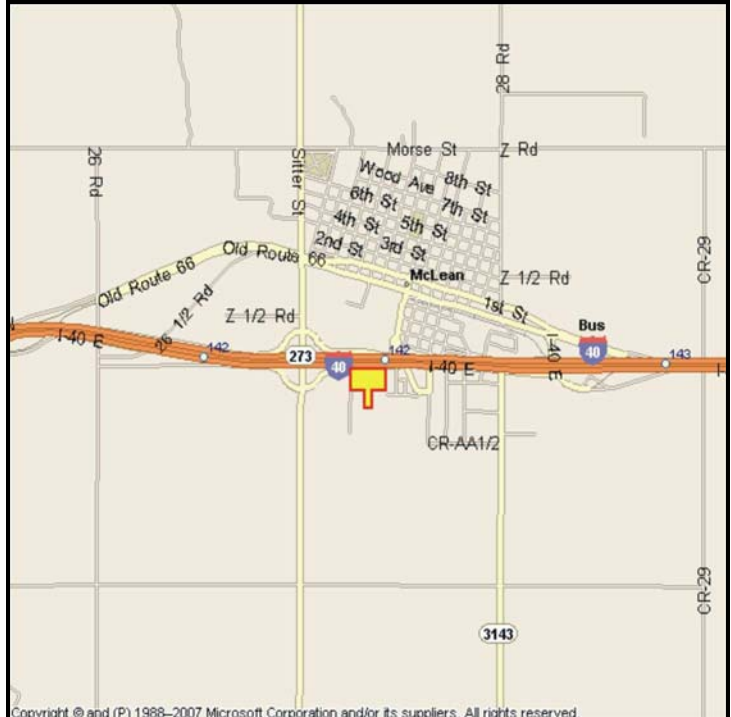 28 Rd
Morse St
Z Rd
26 Rd
Sitter St
Wood Ave
8th St
6th St
7th St
4th St
5th St
2nd St
3rd St
CR-29
Old Route 66
Old Route 66
McLean
Z 1/2 Rd
26 1/2 Rd
Z 1/2 Rd
1st St
Bus
40
I-40 E
142
273
40
142
I-40 E
I-40 E
143
CR-AA1/2
CR-29
3143
Copyright © and (P) 1988–2007 Microsoft Corporation and/or its suppliers. All rights reserved.